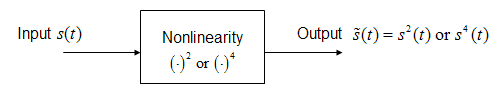 Input s(t)
Nonlinearity
(·)² or (·)⁴
Output s̃(t) = s²(t) or s⁴(t)